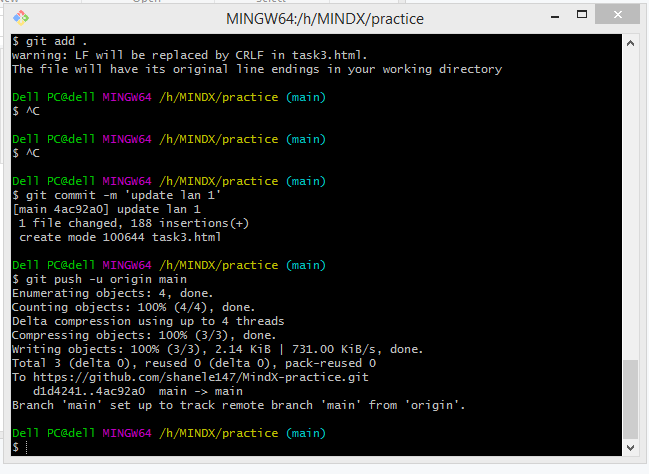 MINGW64:/h/MINDX/practice
$ git add .
warning: LF will be replaced by CRLF in task3.html.
The file will have its original line endings in your working directory
Dell PC@dell MINGW64 /h/MINDX/practice (main)
$ ^C
Dell PC@dell MINGW64 /h/MINDX/practice (main)
$ ^C
Dell PC@dell MINGW64 /h/MINDX/practice (main)
$ git commit -m 'update lan 1'
[main 4ac92a0] update lan 1
 1 file changed, 188 insertions(+)
 create mode 100644 task3.html
Dell PC@dell MINGW64 /h/MINDX/practice (main)
$ git push -u origin main
Enumerating objects: 4, done.
Counting objects: 100% (4/4), done.
Delta compression using up to 4 threads
Compressing objects: 100% (3/3), done.
Writing objects: 100% (3/3), 2.14 KiB | 731.00 KiB/s, done.
Total 3 (delta 0), reused 0 (delta 0), pack-reused 0
To https://github.com/shanele147/MindX-practice.git
   d1d4241..4ac92a0  main -> main
Branch 'main' set up to track remote branch 'main' from 'origin'.
Dell PC@dell MINGW64 /h/MINDX/practice (main)
$